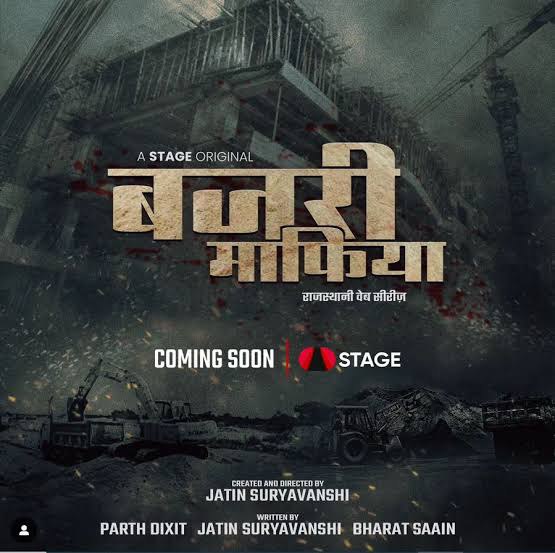 A STAGE ORIGINAL
बजरी
माफिया
राजस्थानी वेब सीरीज़
COMING SOON | STAGE
CREATED AND DIRECTED BY
JATIN SURYAVANSHI
WRITTEN BY
PARTH DIXIT JATIN SURYAVANSHI BHARAT SAAIN